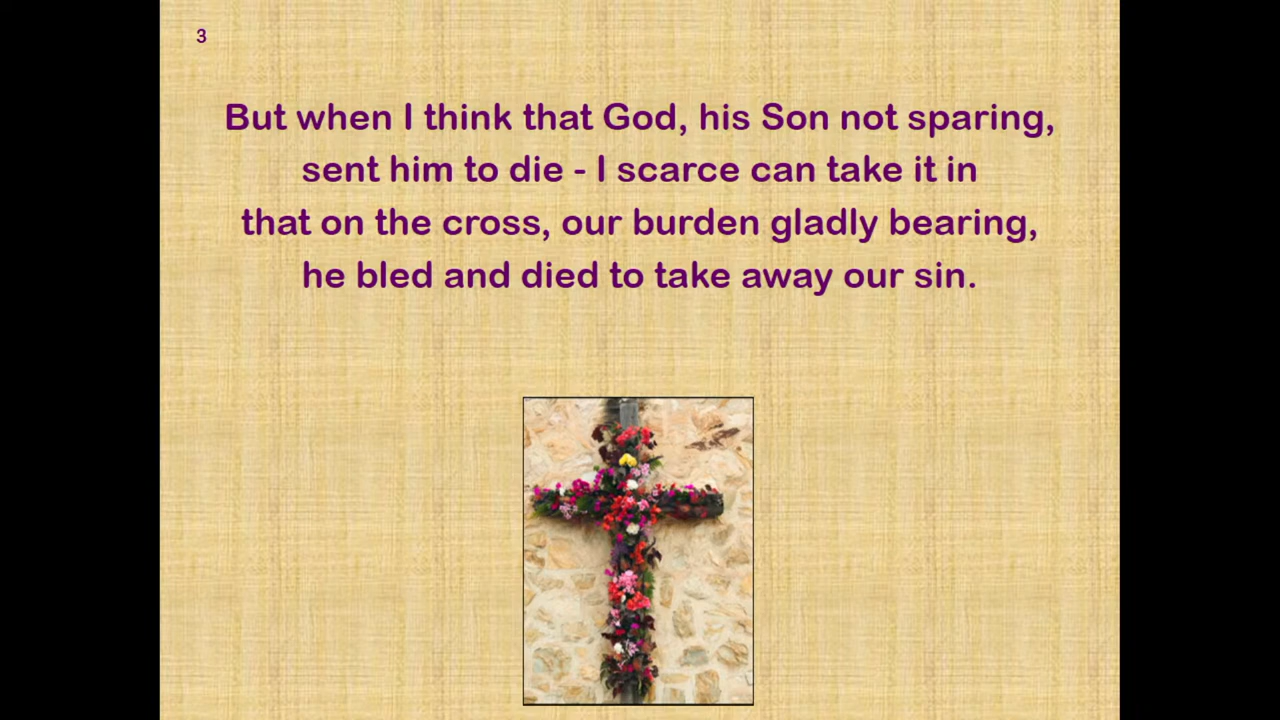 3
But when I think that God, his Son not sparing,
sent him to die - I scarce can take it in
that on the cross, our burden gladly bearing,
he bled and died to take away our sin.